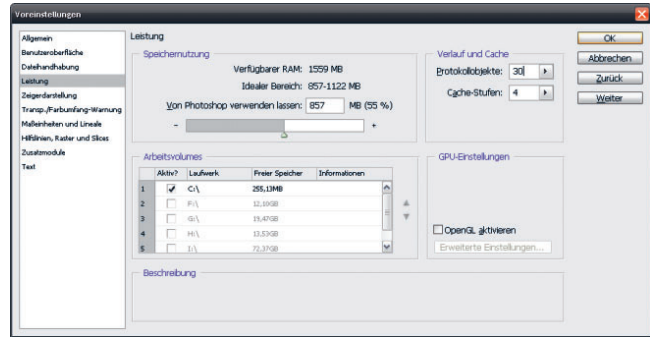 Voreinstellungen
Allgemein
Benutzeroberfläche
Dateihandhabung
Leistung
Zeigerdarstellung
Transp./Farbumfang-Warnung
Maßeinheiten und Lineale
Hilfslinien, Raster und Slices
Zusatzmodule
Text
Leistung
Speichernutzung
Verfügbarer RAM: 1559 MB
Idealer Bereich: 857-1122 MB
Von Photoshop verwenden lassen: 857 MB (55 %)
- +
Verlauf und Cache
Protokollobjekte: 30
Cache-Stufen: 4
OK
Abbrechen
Zurück
Weiter
Arbeitsvolumes
Aktiv? Laufwerk Freier Speicher Informationen
1 C:\ 255,13MB
2 F:\ 12,10GB
3 G:\ 19,47GB
4 H:\ 13,53GB
5 I:\ 72,37GB
GPU-Einstellungen
OpenGL aktivieren
Erweiterte Einstellungen...
Beschreibung